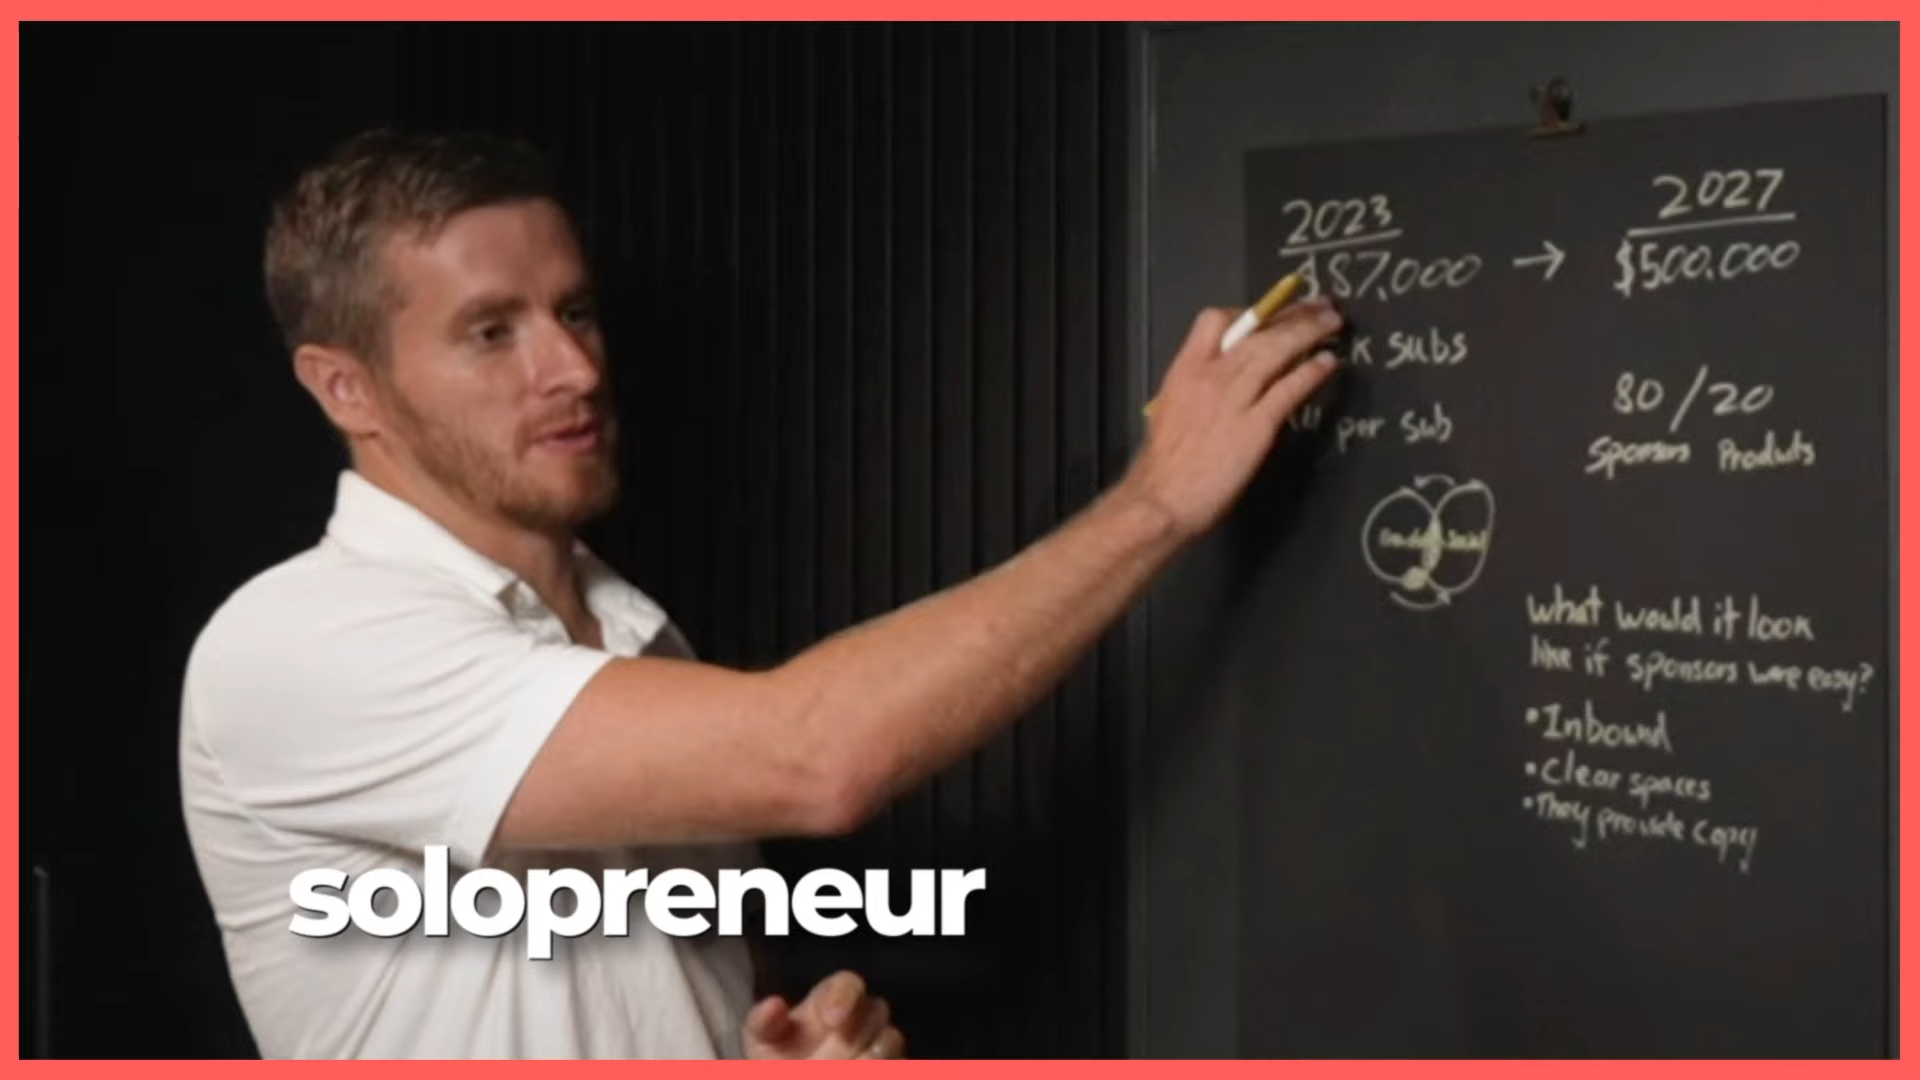 2023
$87,000 → 2027
$500,000
k subs
per sub
80/20
Sponsors Products
Social
What would it look
like if sponsors were easy?
• Inbound
• Clear spaces
• They provide copy
solopreneur